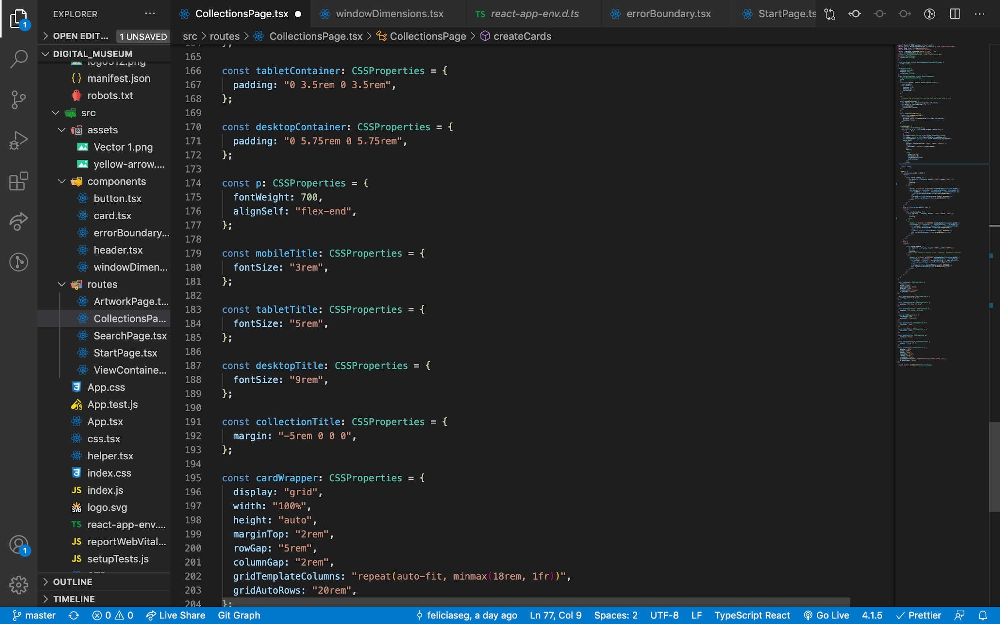 EXPLORER
OPEN EDIT... 1 UNSAVED
DIGITAL_MUSEUM
logo512.png
manifest.json
robots.txt
src
assets
Vector 1.png
yellow-arrow....
components
button.tsx
card.tsx
errorBoundary...
header.tsx
windowDimen...
routes
ArtworkPage.t...
CollectionsPa...
SearchPage.tsx
StartPage.tsx
ViewContaine...
App.css
App.test.js
App.tsx
css.tsx
helper.tsx
index.css
index.js
logo.svg
react-app-env....
reportWebVital...
setupTests.js
OUTLINE
TIMELINE
CollectionsPage.tsx windowDimensions.tsx TS react-app-env.d.ts errorBoundary.tsx StartPage.ts
src > routes > CollectionsPage.tsx > CollectionsPage > createCards
164 };
165
166 const tabletContainer: CSSProperties = {
167 padding: "0 3.5rem 0 3.5rem",
168 };
169
170 const desktopContainer: CSSProperties = {
171 padding: "0 5.75rem 0 5.75rem",
172 };
173
174 const p: CSSProperties = {
175 fontWeight: 700,
176 alignSelf: "flex-end",
177 };
178
179 const mobileTitle: CSSProperties = {
180 fontSize: "3rem",
181 };
182
183 const tabletTitle: CSSProperties = {
184 fontSize: "5rem",
185 };
186
187 const desktopTitle: CSSProperties = {
188 fontSize: "9rem",
189 };
190
191 const collectionTitle: CSSProperties = {
192 margin: "-5rem 0 0 0",
193 };
194
195 const cardWrapper: CSSProperties = {
196 display: "grid",
197 width: "100%",
198 height: "auto",
199 marginTop: "2rem",
200 rowGap: "5rem",
201 columnGap: "2rem",
202 gridTemplateColumns: "repeat(auto-fit, minmax(18rem, 1fr))",
203 gridAutoRows: "20rem",
204 };
master 0 0 Live Share Git Graph feliciaseg, a day ago Ln 77, Col 9 Spaces: 2 UTF-8 LF TypeScript React Go Live 4.1.5 Prettier